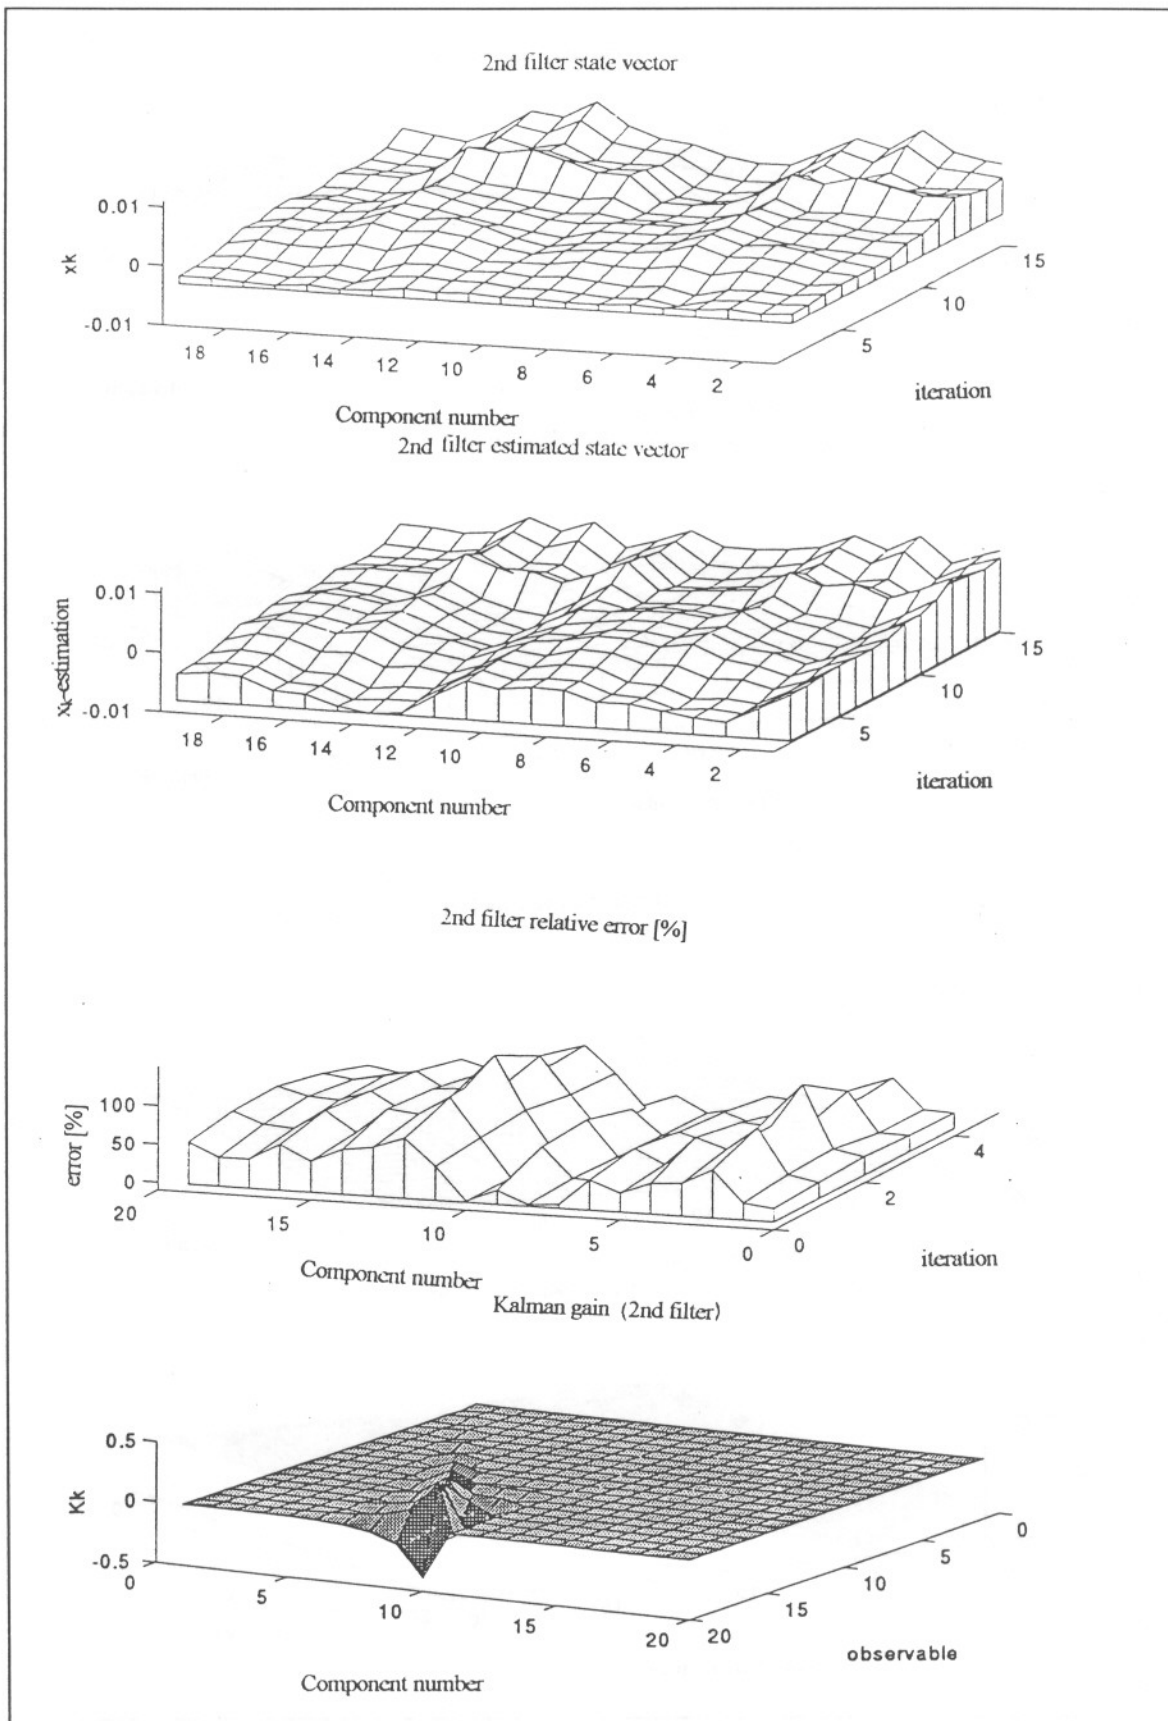 2nd filter state vector
0.01
0
-0.01
xk
18 16 14 12 10 8 6 4 2
5 10 15
iteration
Component number
2nd filter estimated state vector
0.01
0
-0.01
xk-estimation
18 16 14 12 10 8 6 4 2
5 10 15
iteration
Component number
2nd filter relative error [%]
100
50
0
error [%]
20 15 10 5 0
0 2 4
iteration
Component number
Kalman gain (2nd filter)
0.5
0
-0.5
Kk
0 5 10 15 20
20 15 10 5 0
observable
Component number